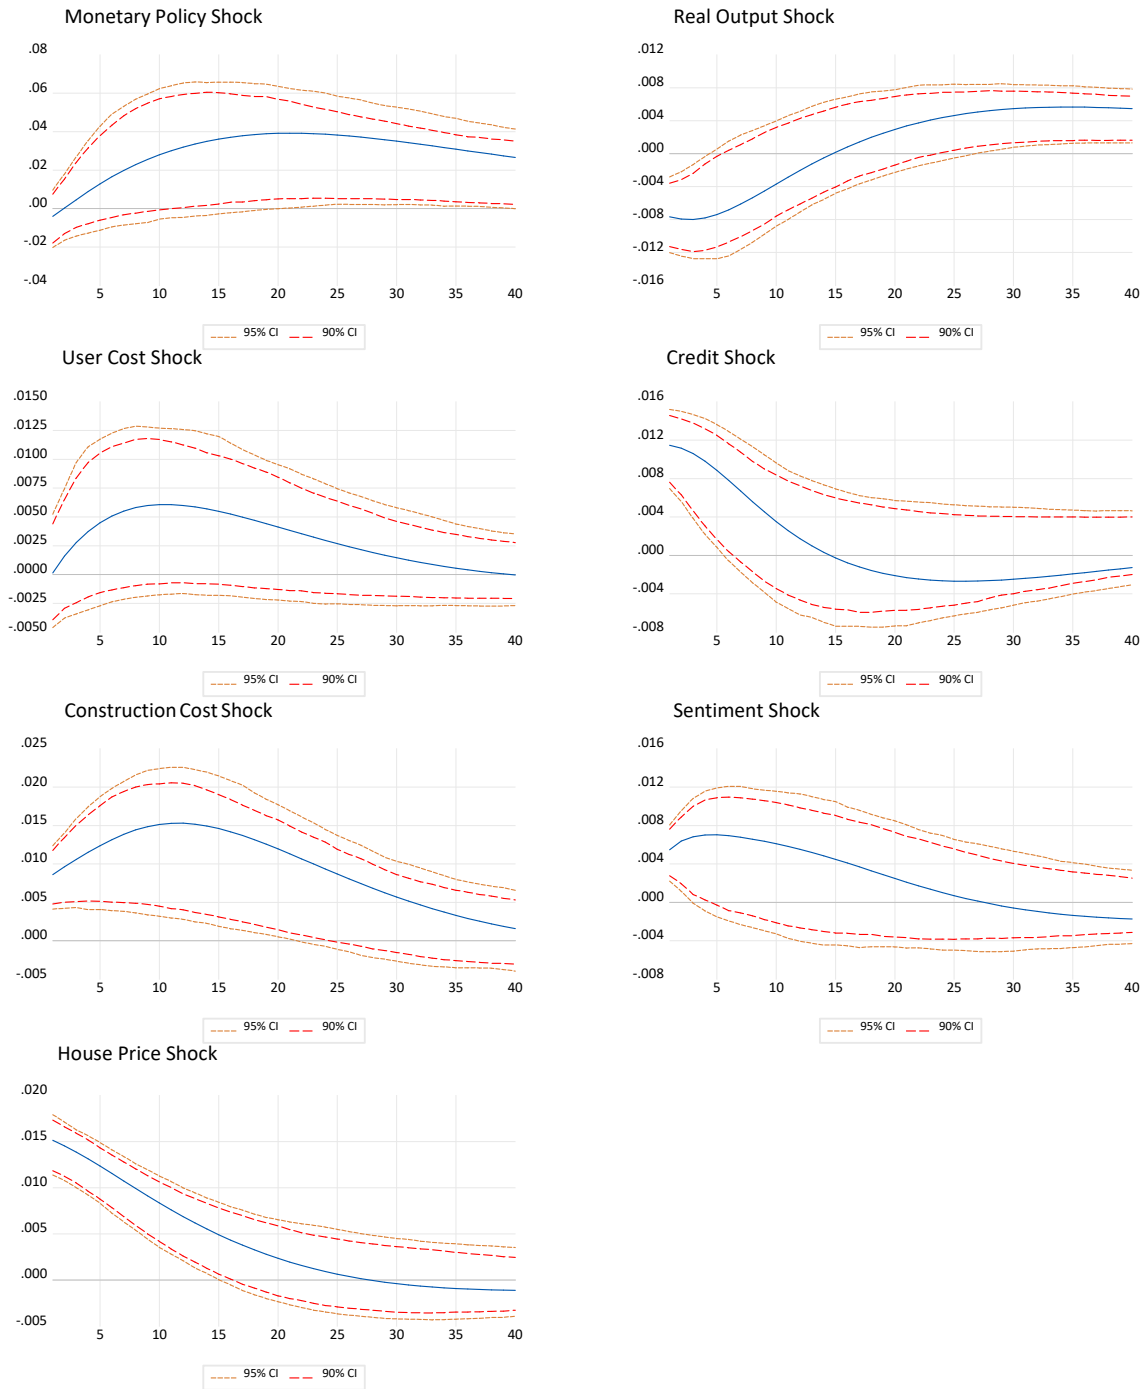 Monetary Policy Shock
.08
.06
.04
.02
.00
-.02
-.04
5 10 15 20 25 30 35 40
95% CI 90% CI
Real Output Shock
.012
.008
.004
.000
-.004
-.008
-.012
-.016
5 10 15 20 25 30 35 40
95% CI 90% CI
User Cost Shock
.0150
.0125
.0100
.0050
.0025
.0000
-.0025
-.0050
5 10 15 20 25 30 35 40
95% CI 90% CI
Credit Shock
.016
.012
.008
.004
.000
-.004
-.008
5 10 15 20 25 30 35 40
95% CI 90% CI
Construction Cost Shock
.025
.020
.015
.010
.005
.000
-.005
5 10 15 20 25 30 35 40
95% CI 90% CI
Sentiment Shock
.016
.012
.008
.004
.000
-.004
-.008
5 10 15 20 25 30 35 40
95% CI 90% CI
House Price Shock
.020
.015
.010
.005
.000
-.005
5 10 15 20 25 30 35 40
95% CI 90% CI